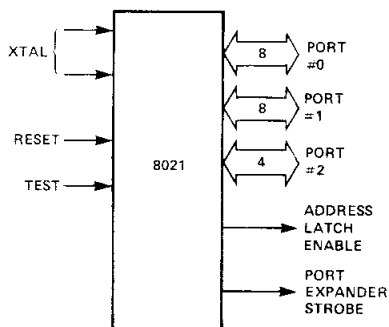 XTAL
RESET
TEST
8021
8
PORT
#0
8
PORT
#1
4
PORT
#2
ADDRESS
LATCH
ENABLE
PORT
EXPANDER
STROBE